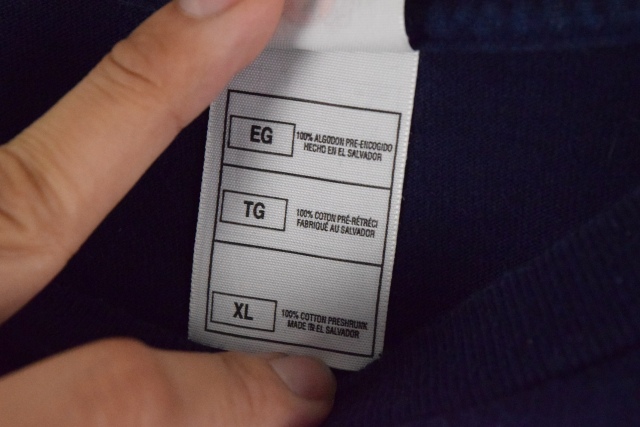 EG
100% ALGODON PRE-ENCOGIDO
HECHO EN EL SALVADOR
TG
100% COTON PRÉ-RÉTRÉCI
FABRIQUÉ AU SALVADOR
XL
100% COTTON PRESHRUNK
MADE IN EL SALVADOR